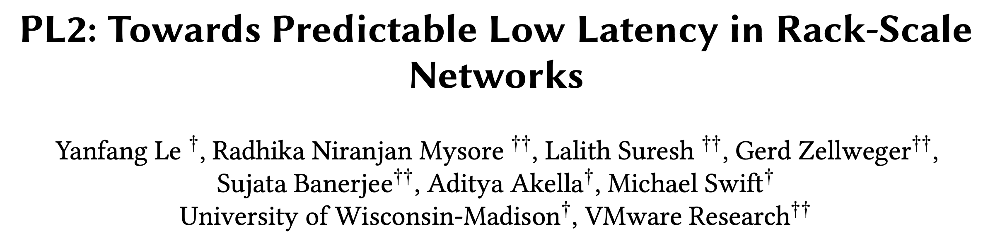 PL2: Towards Predictable Low Latency in Rack-Scale
Networks
Yanfang Le †, Radhika Niranjan Mysore ††, Lalith Suresh ††, Gerd Zellweger††,
Sujata Banerjee††, Aditya Akella†, Michael Swift†
University of Wisconsin-Madison†, VMware Research††